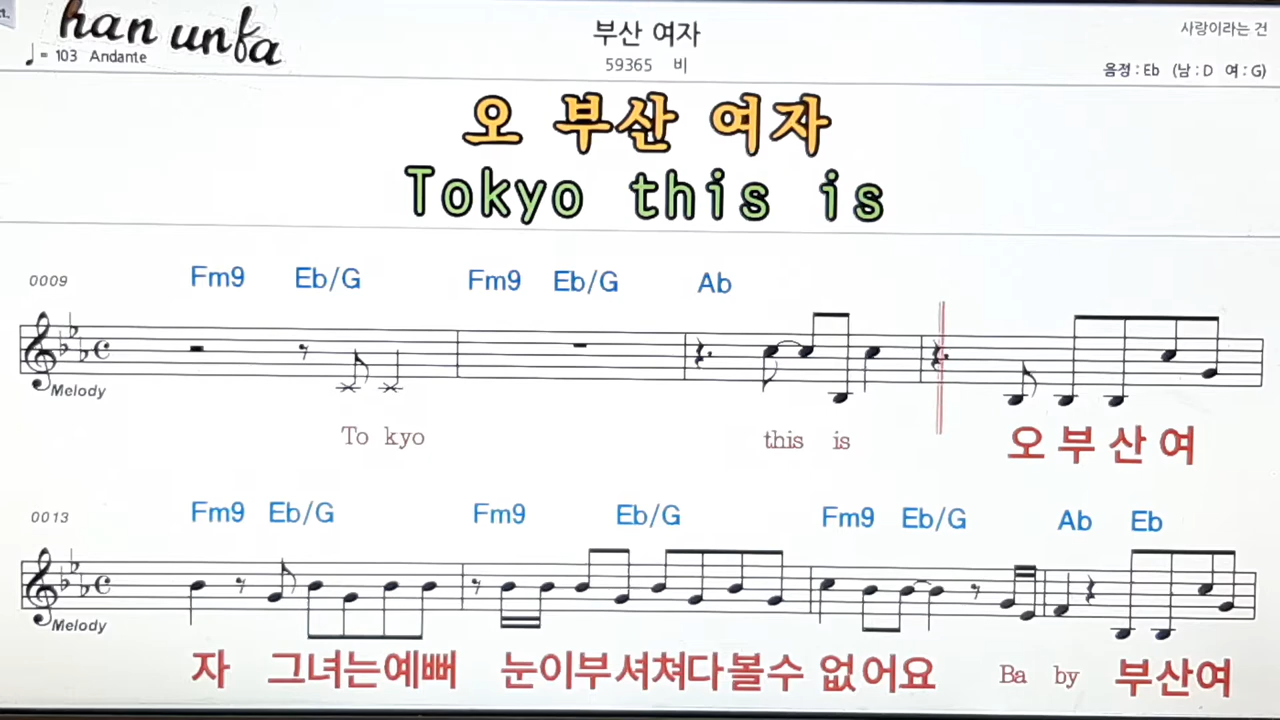 han unfa
♩= 103 Andante
부산 여자
59365 비
사랑이라는 건
음정 : Eb (남 : D 여 : G)
오 부산 여자
Tokyo this is
0009 Fm9 Eb/G Fm9 Eb/G Ab
Melody
To kyo this is 오 부 산 여
0013 Fm9 Eb/G Fm9 Eb/G Fm9 Eb/G Ab Eb
Melody
자 그녀는예뻐 눈이부셔쳐다볼수 없어요 Ba by 부산여